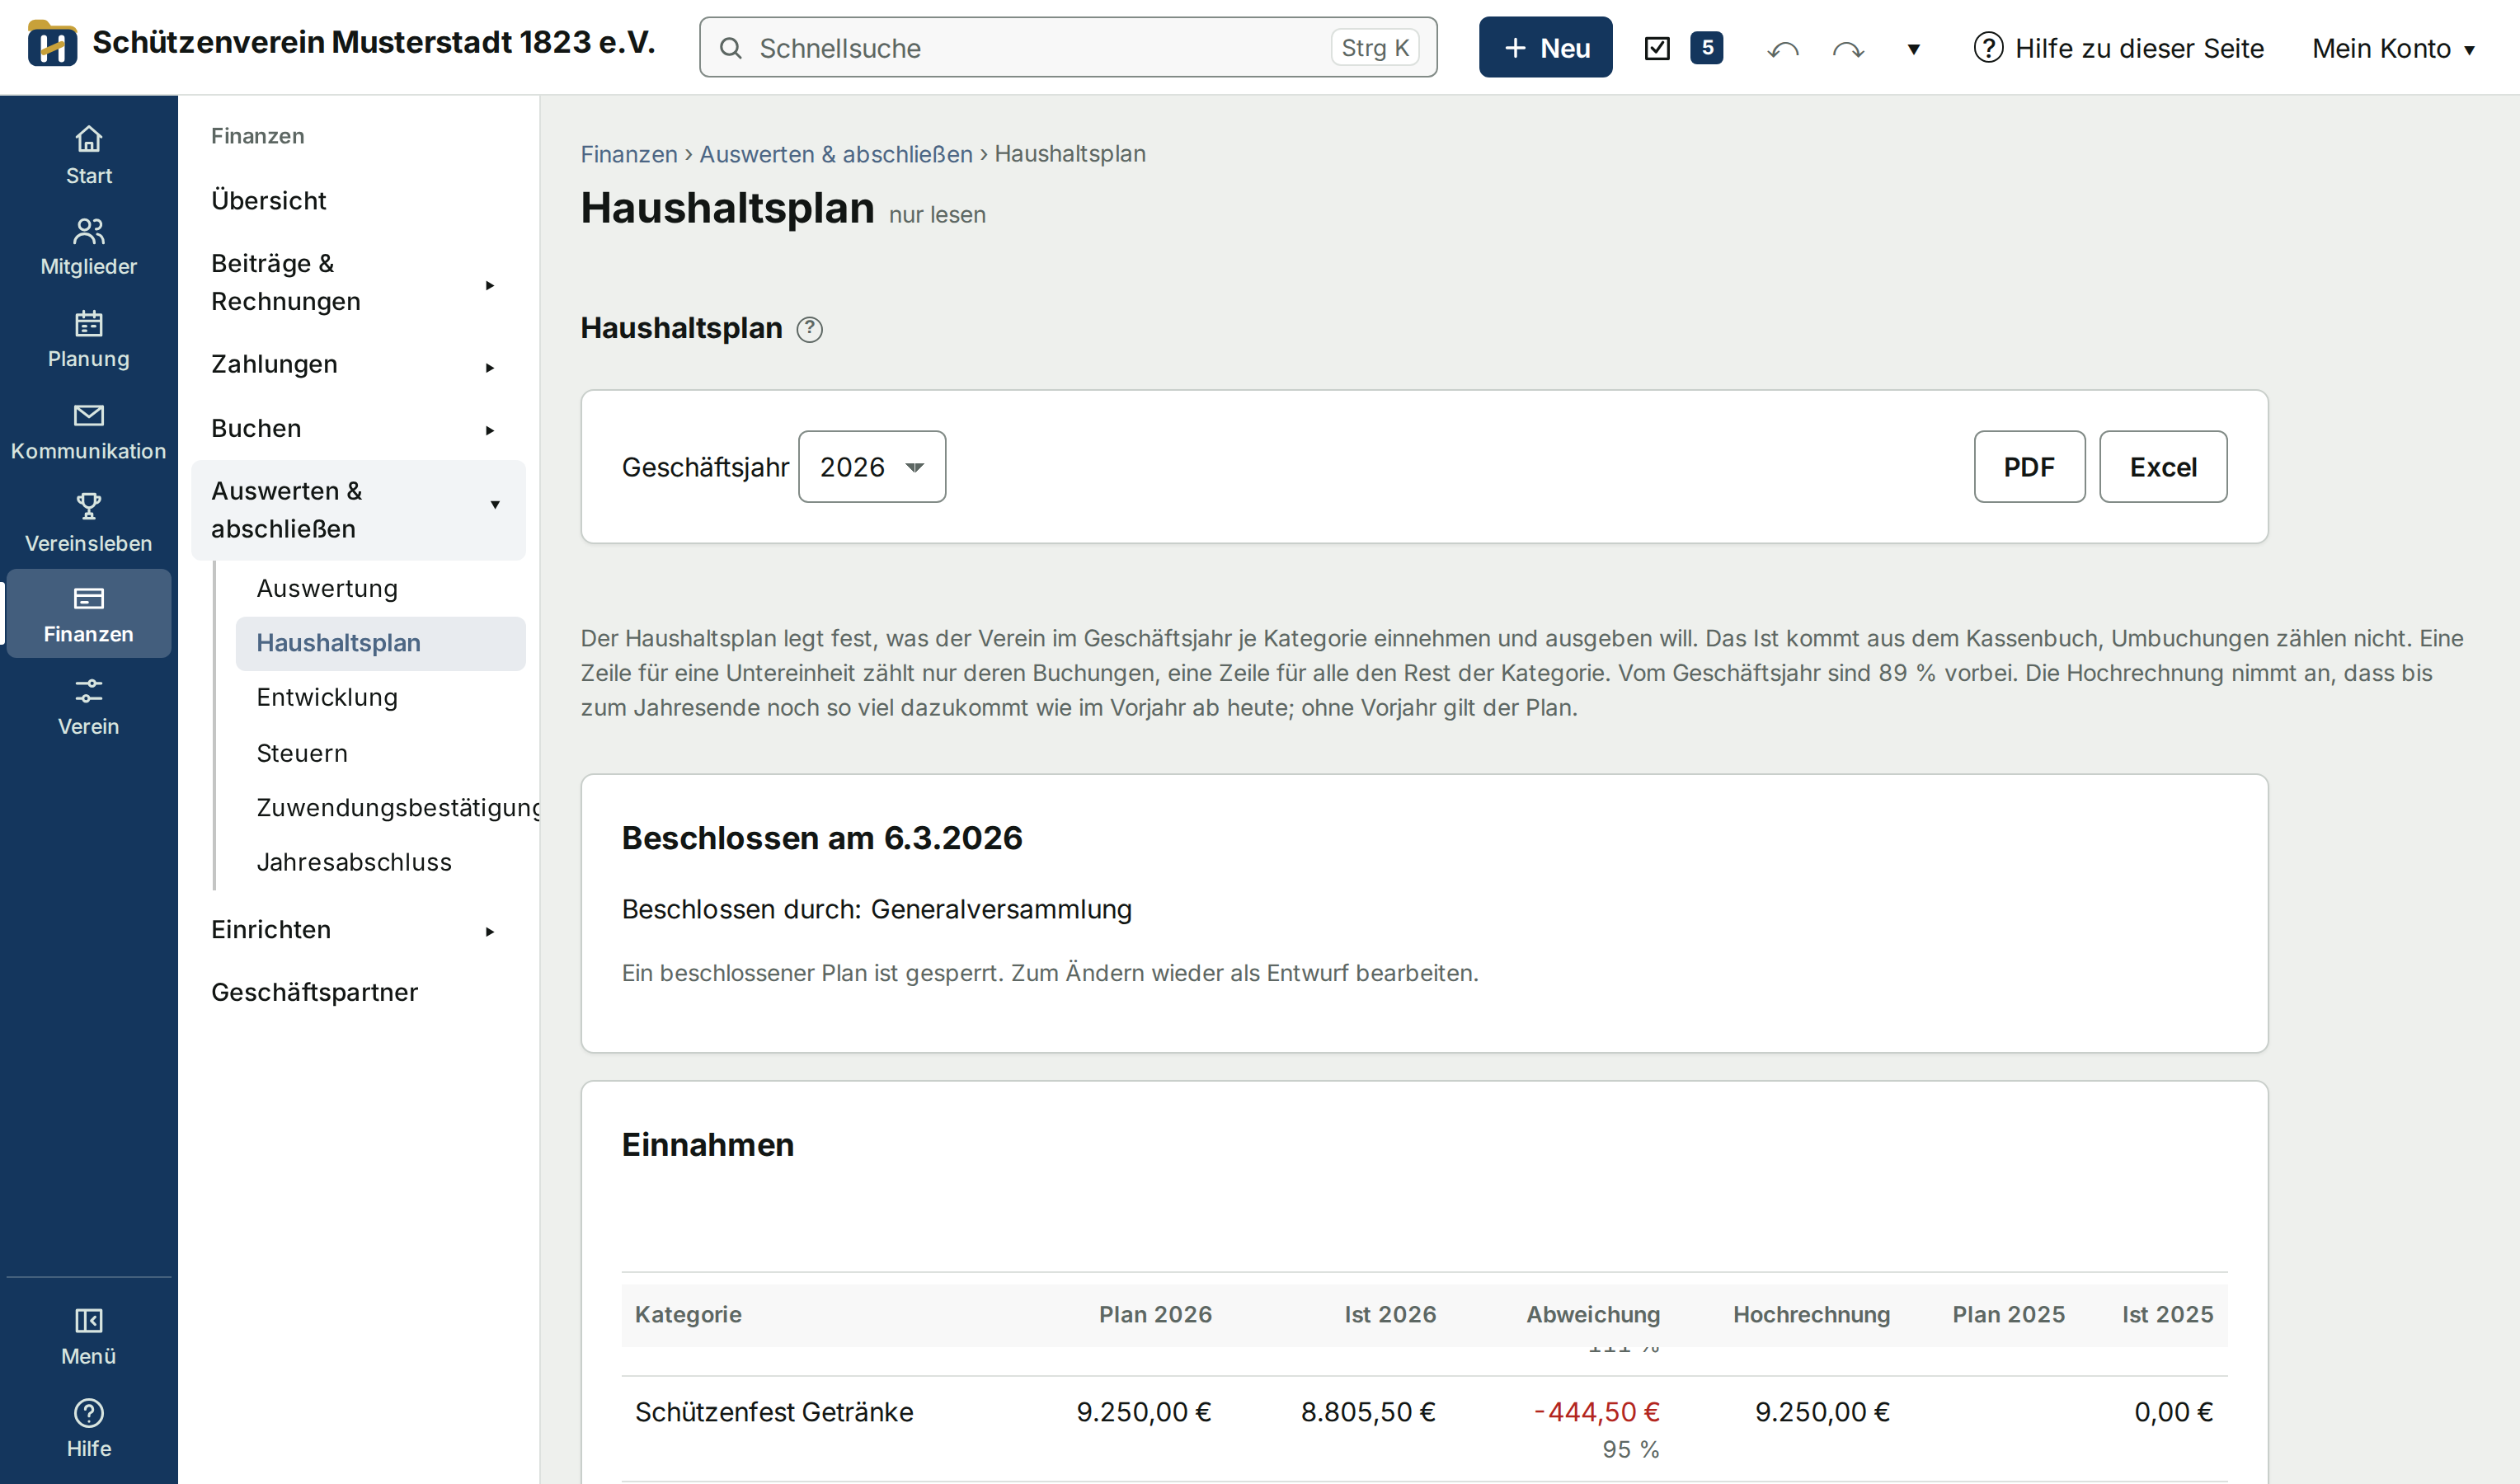 Schützenverein Musterstadt 1823 e.V.
Schnellsuche
Strg K
Neu
5
Hilfe zu dieser Seite
Mein Konto
Start
Mitglieder
Planung
Kommunikation
Vereinsleben
Finanzen
Verein
Menü
Hilfe
Finanzen
Übersicht
Beiträge &
Rechnungen
Zahlungen
Buchen
Auswerten &
abschließen
Auswertung
Haushaltsplan
Entwicklung
Steuern
Jahresabschluss
Einrichten
Geschäftspartner
Finanzen › Auswerten & abschließen › Haushaltsplan
Haushaltsplan nur lesen
Haushaltsplan ?
Geschäftsjahr 2026
PDF
Excel
Der Haushaltsplan legt fest, was der Verein im Geschäftsjahr je Kategorie einnehmen und ausgeben will. Das Ist kommt aus dem Kassenbuch, Umbuchungen zählen nicht. Eine
Zeile für eine Untereinheit zählt nur deren Buchungen, eine Zeile für alle den Rest der Kategorie. Vom Geschäftsjahr sind 89 % vorbei. Die Hochrechnung nimmt an, dass bis
zum Jahresende noch so viel dazukommt wie im Vorjahr ab heute; ohne Vorjahr gilt der Plan.
Beschlossen am 6.3.2026
Beschlossen durch: Generalversammlung
Ein beschlossener Plan ist gesperrt. Zum Ändern wieder als Entwurf bearbeiten.
Einnahmen
Kategorie Plan 2026 Ist 2026 Abweichung Hochrechnung Plan 2025 Ist 2025
Schützenfest Getränke 9.250,00 € 8.805,50 € -444,50 € 9.250,00 € 0,00 €
95 %